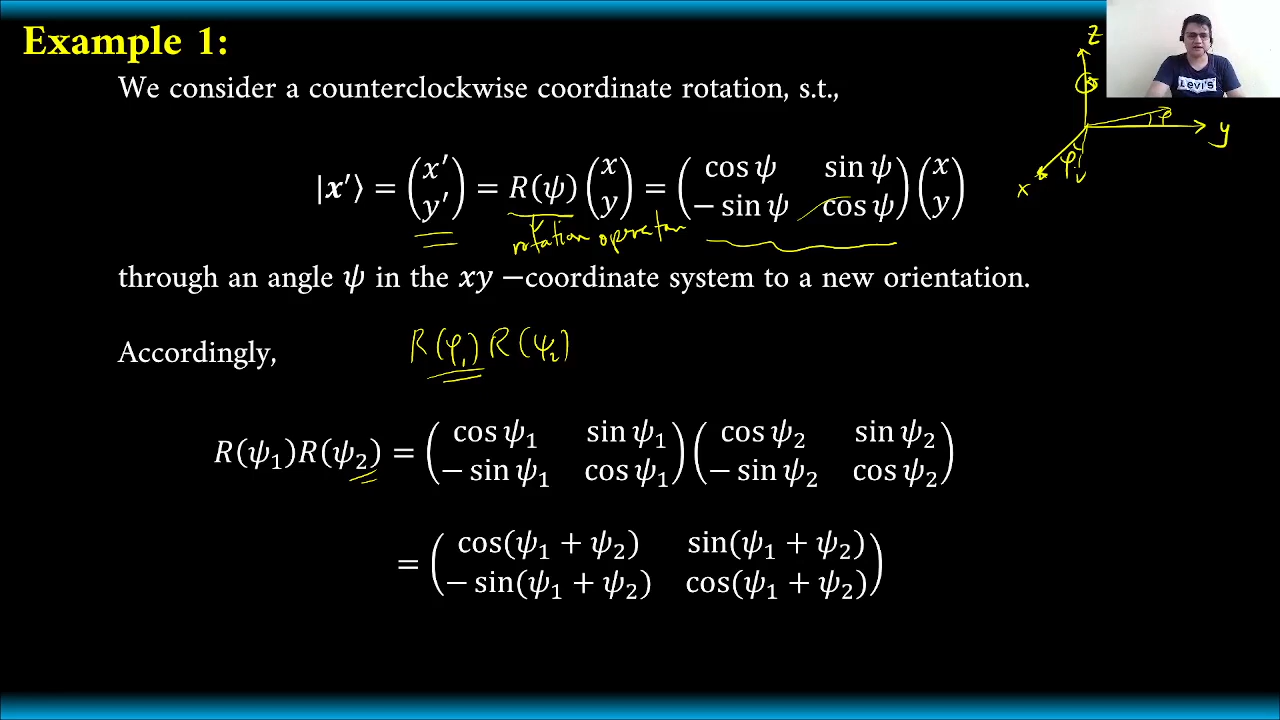 Example 1:
We consider a counterclockwise coordinate rotation, s.t.,
|x′⟩ = (x′ y′) = R(ψ) (x y) = (cos ψ sin ψ −sin ψ cos ψ) (x y)
rotation operator
through an angle ψ in the xy −coordinate system to a new orientation.
Accordingly,
R(φ₁) R(ψ₂)
R(ψ₁)R(ψ₂) = (cos ψ₁ sin ψ₁ −sin ψ₁ cos ψ₁) (cos ψ₂ sin ψ₂ −sin ψ₂ cos ψ₂)
= (cos(ψ₁ + ψ₂) sin(ψ₁ + ψ₂) −sin(ψ₁ + ψ₂) cos(ψ₁ + ψ₂))
z
φ
y
φ
x
Levi's